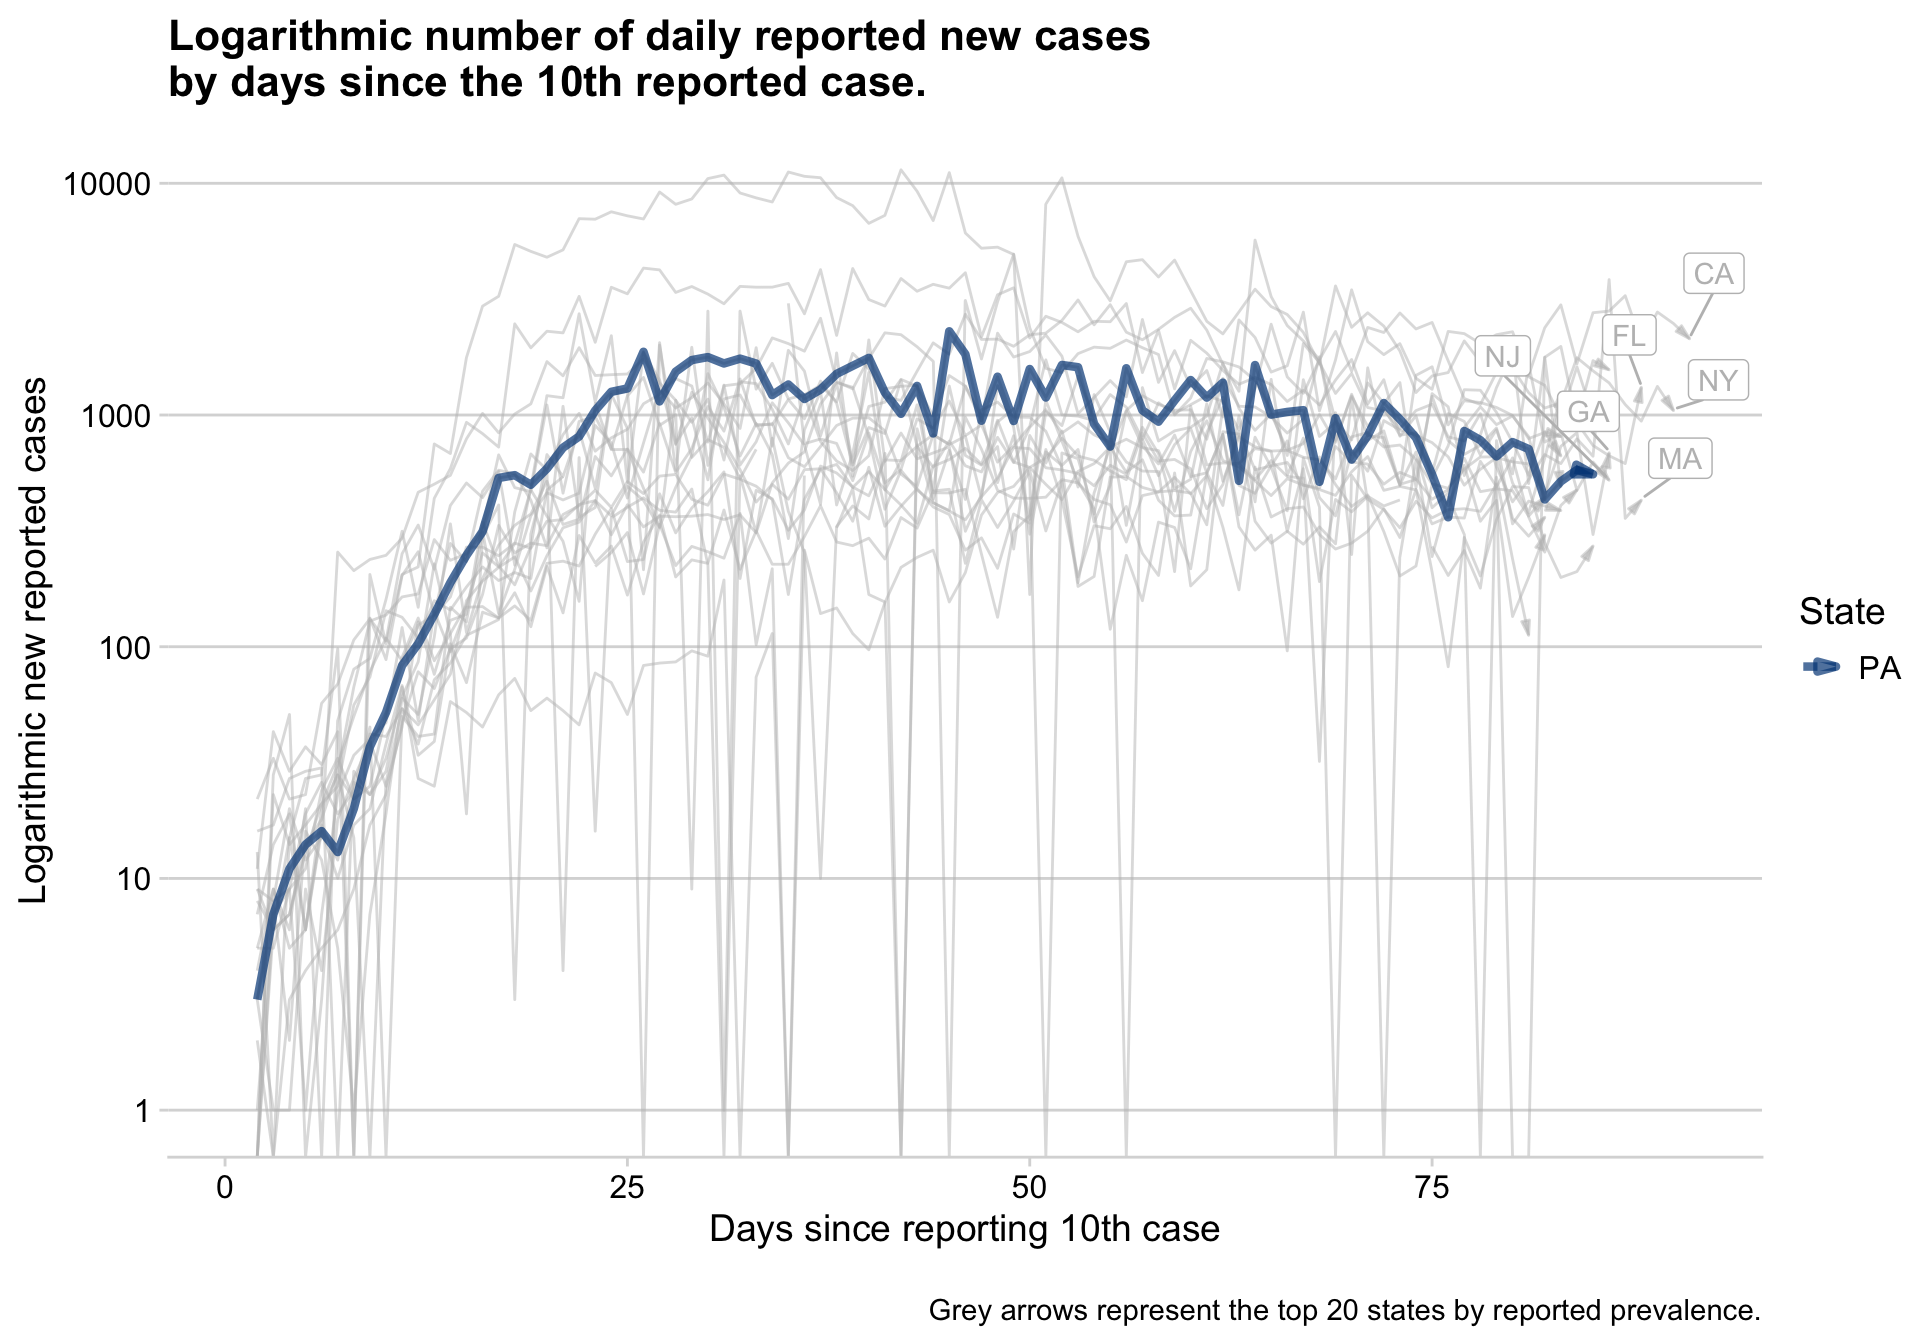 Logarithmic number of daily reported new cases
by days since the 10th reported case.
10000
1000
100
10
1
Logarithmic new reported cases
CA
FL
NJ
NY
GA
MA
State
PA
0
25
50
75
Days since reporting 10th case
Grey arrows represent the top 20 states by reported prevalence.